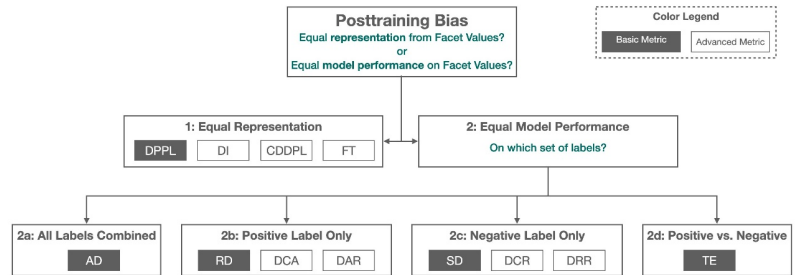 Posttraining Bias
Equal representation from Facet Values?
or
Equal model performance on Facet Values?
Color Legend
Basic Metric
Advanced Metric
1: Equal Representation
DPPL
DI
CDDPL
FT
2: Equal Model Performance
On which set of labels?
2a: All Labels Combined
AD
2b: Positive Label Only
RD
DCA
DAR
2c: Negative Label Only
SD
DCR
DRR
2d: Positive vs. Negative
TE